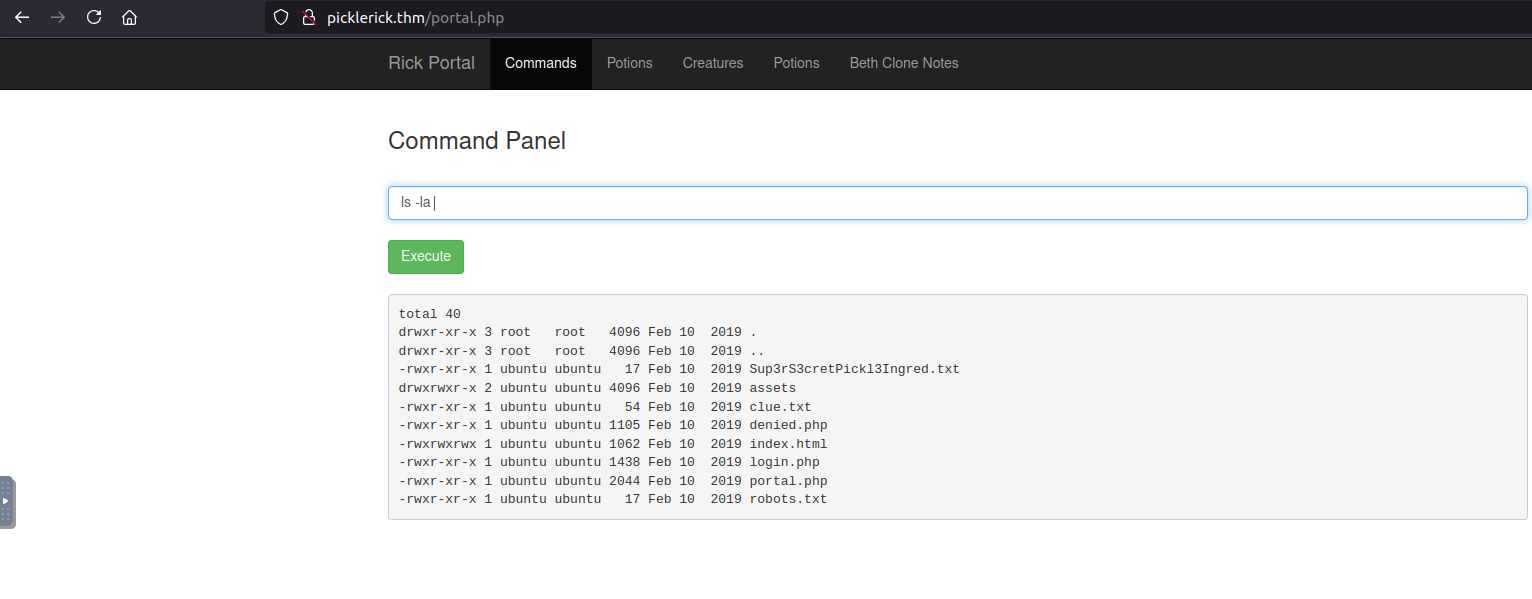 picklerick.thm/portal.php
Rick Portal Commands Potions Creatures Potions Beth Clone Notes
Command Panel
ls -la
Execute
total 40
drwxr-xr-x 3 root   root   4096 Feb 10  2019 .
drwxr-xr-x 3 root   root   4096 Feb 10  2019 ..
-rwxr-xr-x 1 ubuntu ubuntu   17 Feb 10  2019 Sup3rS3cretPickl3Ingred.txt
drwxrwxr-x 2 ubuntu ubuntu 4096 Feb 10  2019 assets
-rwxr-xr-x 1 ubuntu ubuntu   54 Feb 10  2019 clue.txt
-rwxr-xr-x 1 ubuntu ubuntu 1105 Feb 10  2019 denied.php
-rwxrwxrwx 1 ubuntu ubuntu 1062 Feb 10  2019 index.html
-rwxr-xr-x 1 ubuntu ubuntu 1438 Feb 10  2019 login.php
-rwxr-xr-x 1 ubuntu ubuntu 2044 Feb 10  2019 portal.php
-rwxr-xr-x 1 ubuntu ubuntu   17 Feb 10  2019 robots.txt